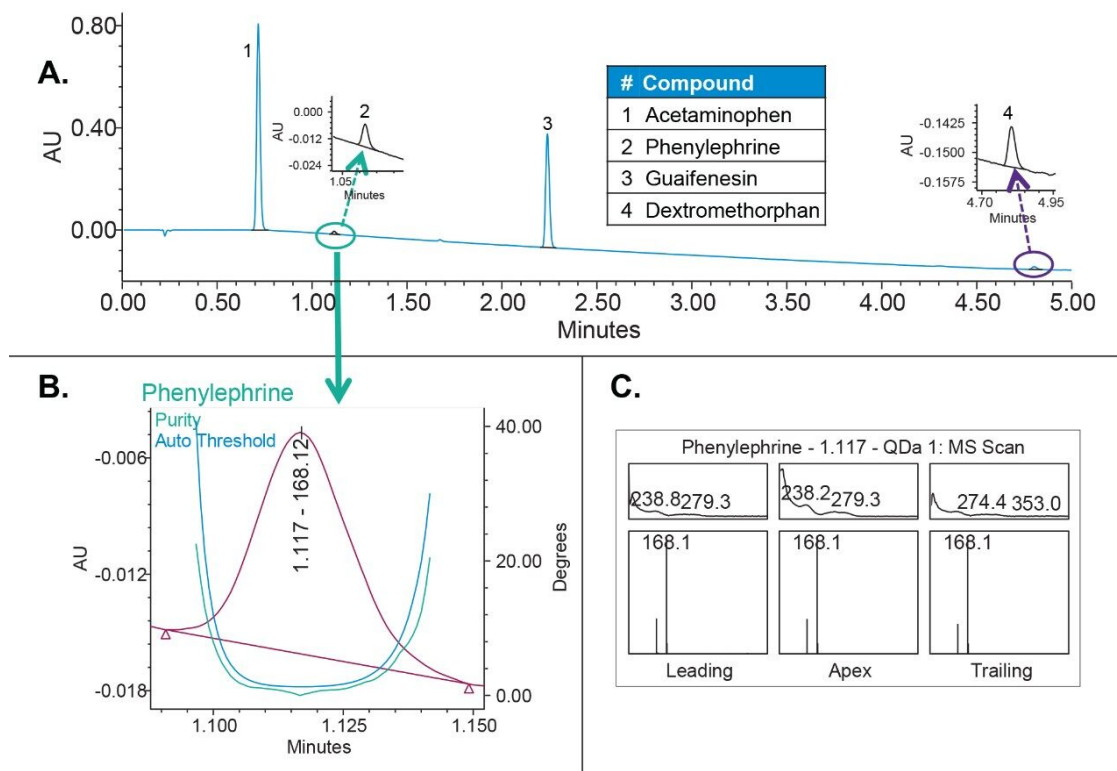 A.
AU
0.80
0.40
0.00
1
AU
0.000
-0.012
-0.024
2
1.05
Minutes
3
# Compound
1 Acetaminophen
2 Phenylephrine
3 Guaifenesin
4 Dextromethorphan
AU
-0.1425
-0.1500
-0.1575
4
4.70 4.95
Minutes
0.00 0.50 1.00 1.50 2.00 2.50 3.00 3.50 4.00 4.50 5.00
Minutes
B.
Phenylephrine
Purity
Auto Threshold
AU
-0.006
-0.012
-0.018
1.117 - 168.12
40.00
20.00
0.00
Degrees
1.100 1.125 1.150
Minutes
C.
Phenylephrine - 1.117 - QDa 1: MS Scan
238.8 279.3
238.2 279.3
274.4 353.0
168.1
168.1
168.1
Leading
Apex
Trailing